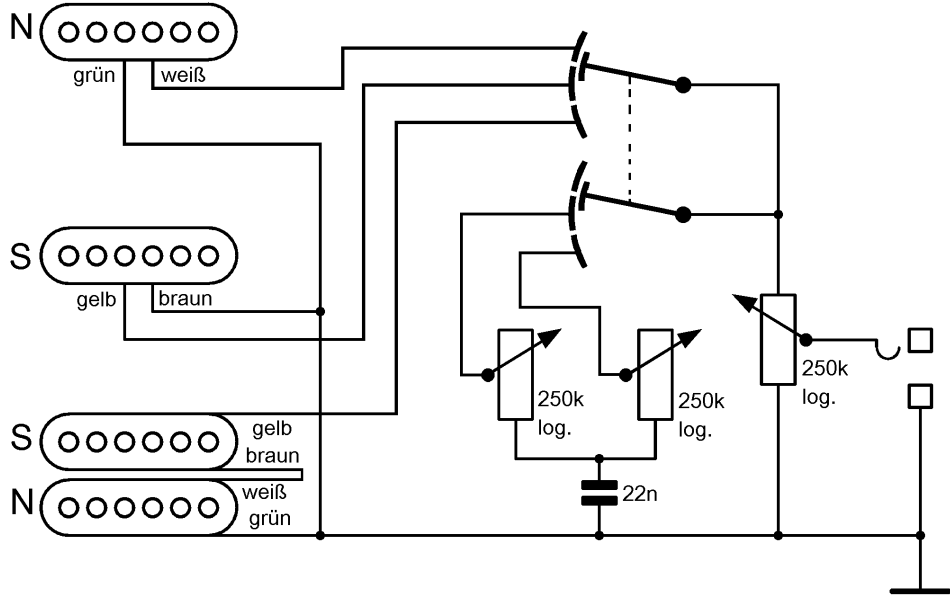 N
grün weiß
S
gelb braun
S
gelb
braun
N
weiß
grün
250k
log.
250k
log.
250k
log.
22n